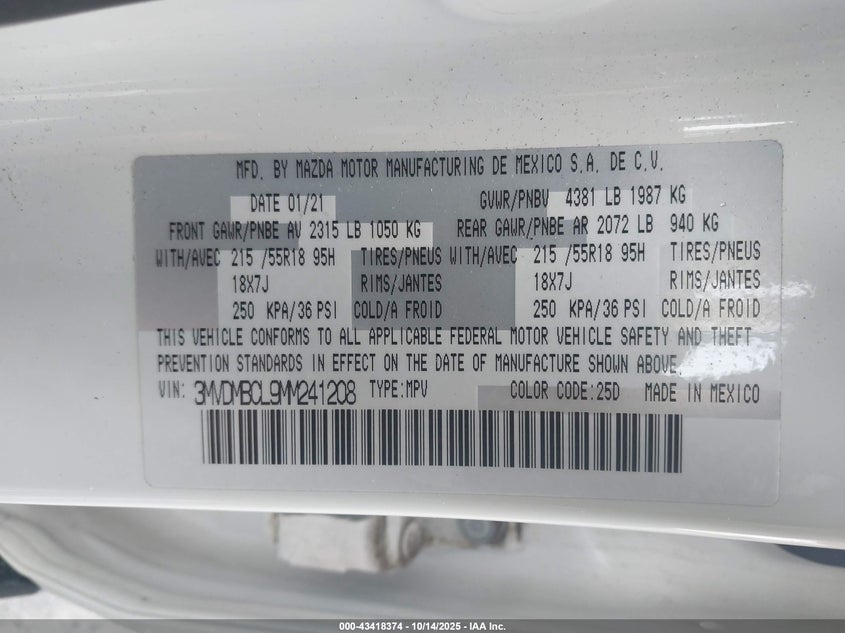 MFD. BY MAZDA MOTOR MANUFACTURING DE MEXICO S.A. DE C.V.
DATE 01/21 GVWR/PNBV 4381 LB 1987 KG
FRONT GAWR/PNBE AV 2315 LB 1050 KG REAR GAWR/PNBE AR 2072 LB 940 KG
WITH/AVEC 215 /55R18 95H TIRES/PNEUS WITH/AVEC 215 /55R18 95H TIRES/PNEUS
18X7J RIMS/JANTES 18X7J RIMS/JANTES
250 KPA/36 PSI COLD/A FROID 250 KPA/36 PSI COLD/A FROID
THIS VEHICLE CONFORMS TO ALL APPLICABLE FEDERAL MOTOR VEHICLE SAFETY AND THEFT
PREVENTION STANDARDS IN EFFECT ON THE DATE OF MANUFACTURE SHOWN ABOVE.
VIN: 3MVDMBCL9MM241208 TYPE:MPV COLOR CODE:25D MADE IN MEXICO
000-43418374 - 10/14/2025 - IAA Inc.